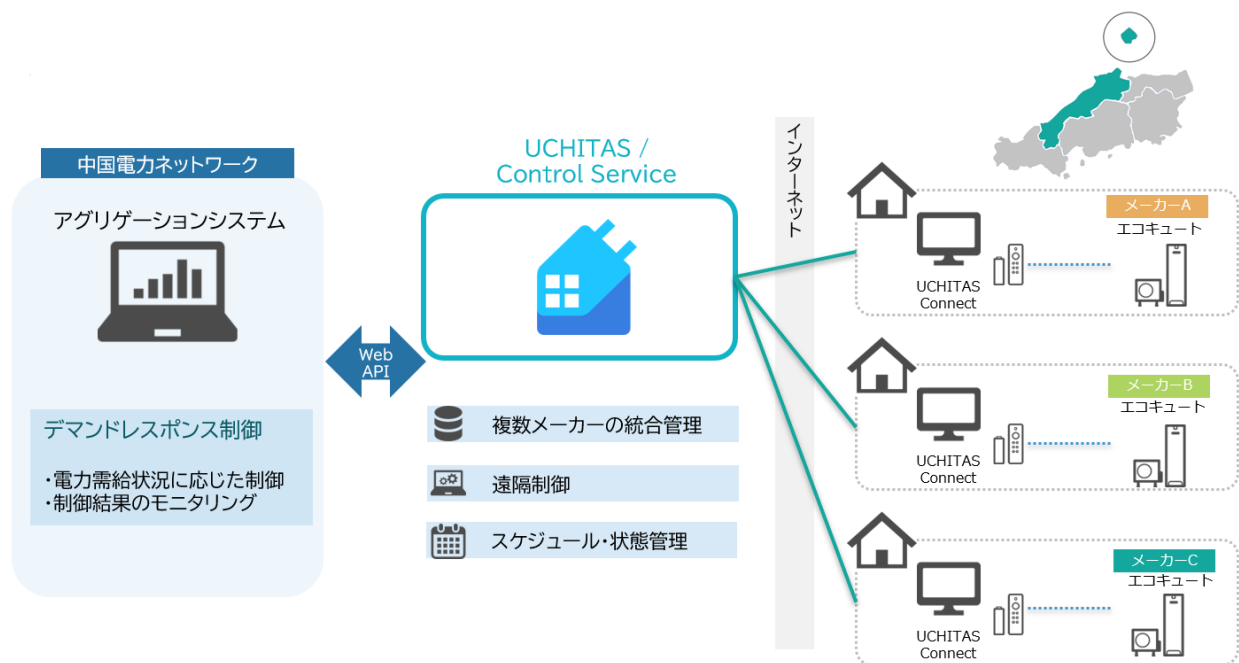 中国電力ネットワーク
アグリゲーションシステム
デマンドレスポンス制御
・電力需給状況に応じた制御
・制御結果のモニタリング
Web
API
UCHITAS /
Control Service
複数メーカーの統合管理
遠隔制御
スケジュール・状態管理
インターネット
メーカーA
エコキュート
UCHITAS
Connect
メーカーB
エコキュート
UCHITAS
Connect
メーカーC
エコキュート
UCHITAS
Connect